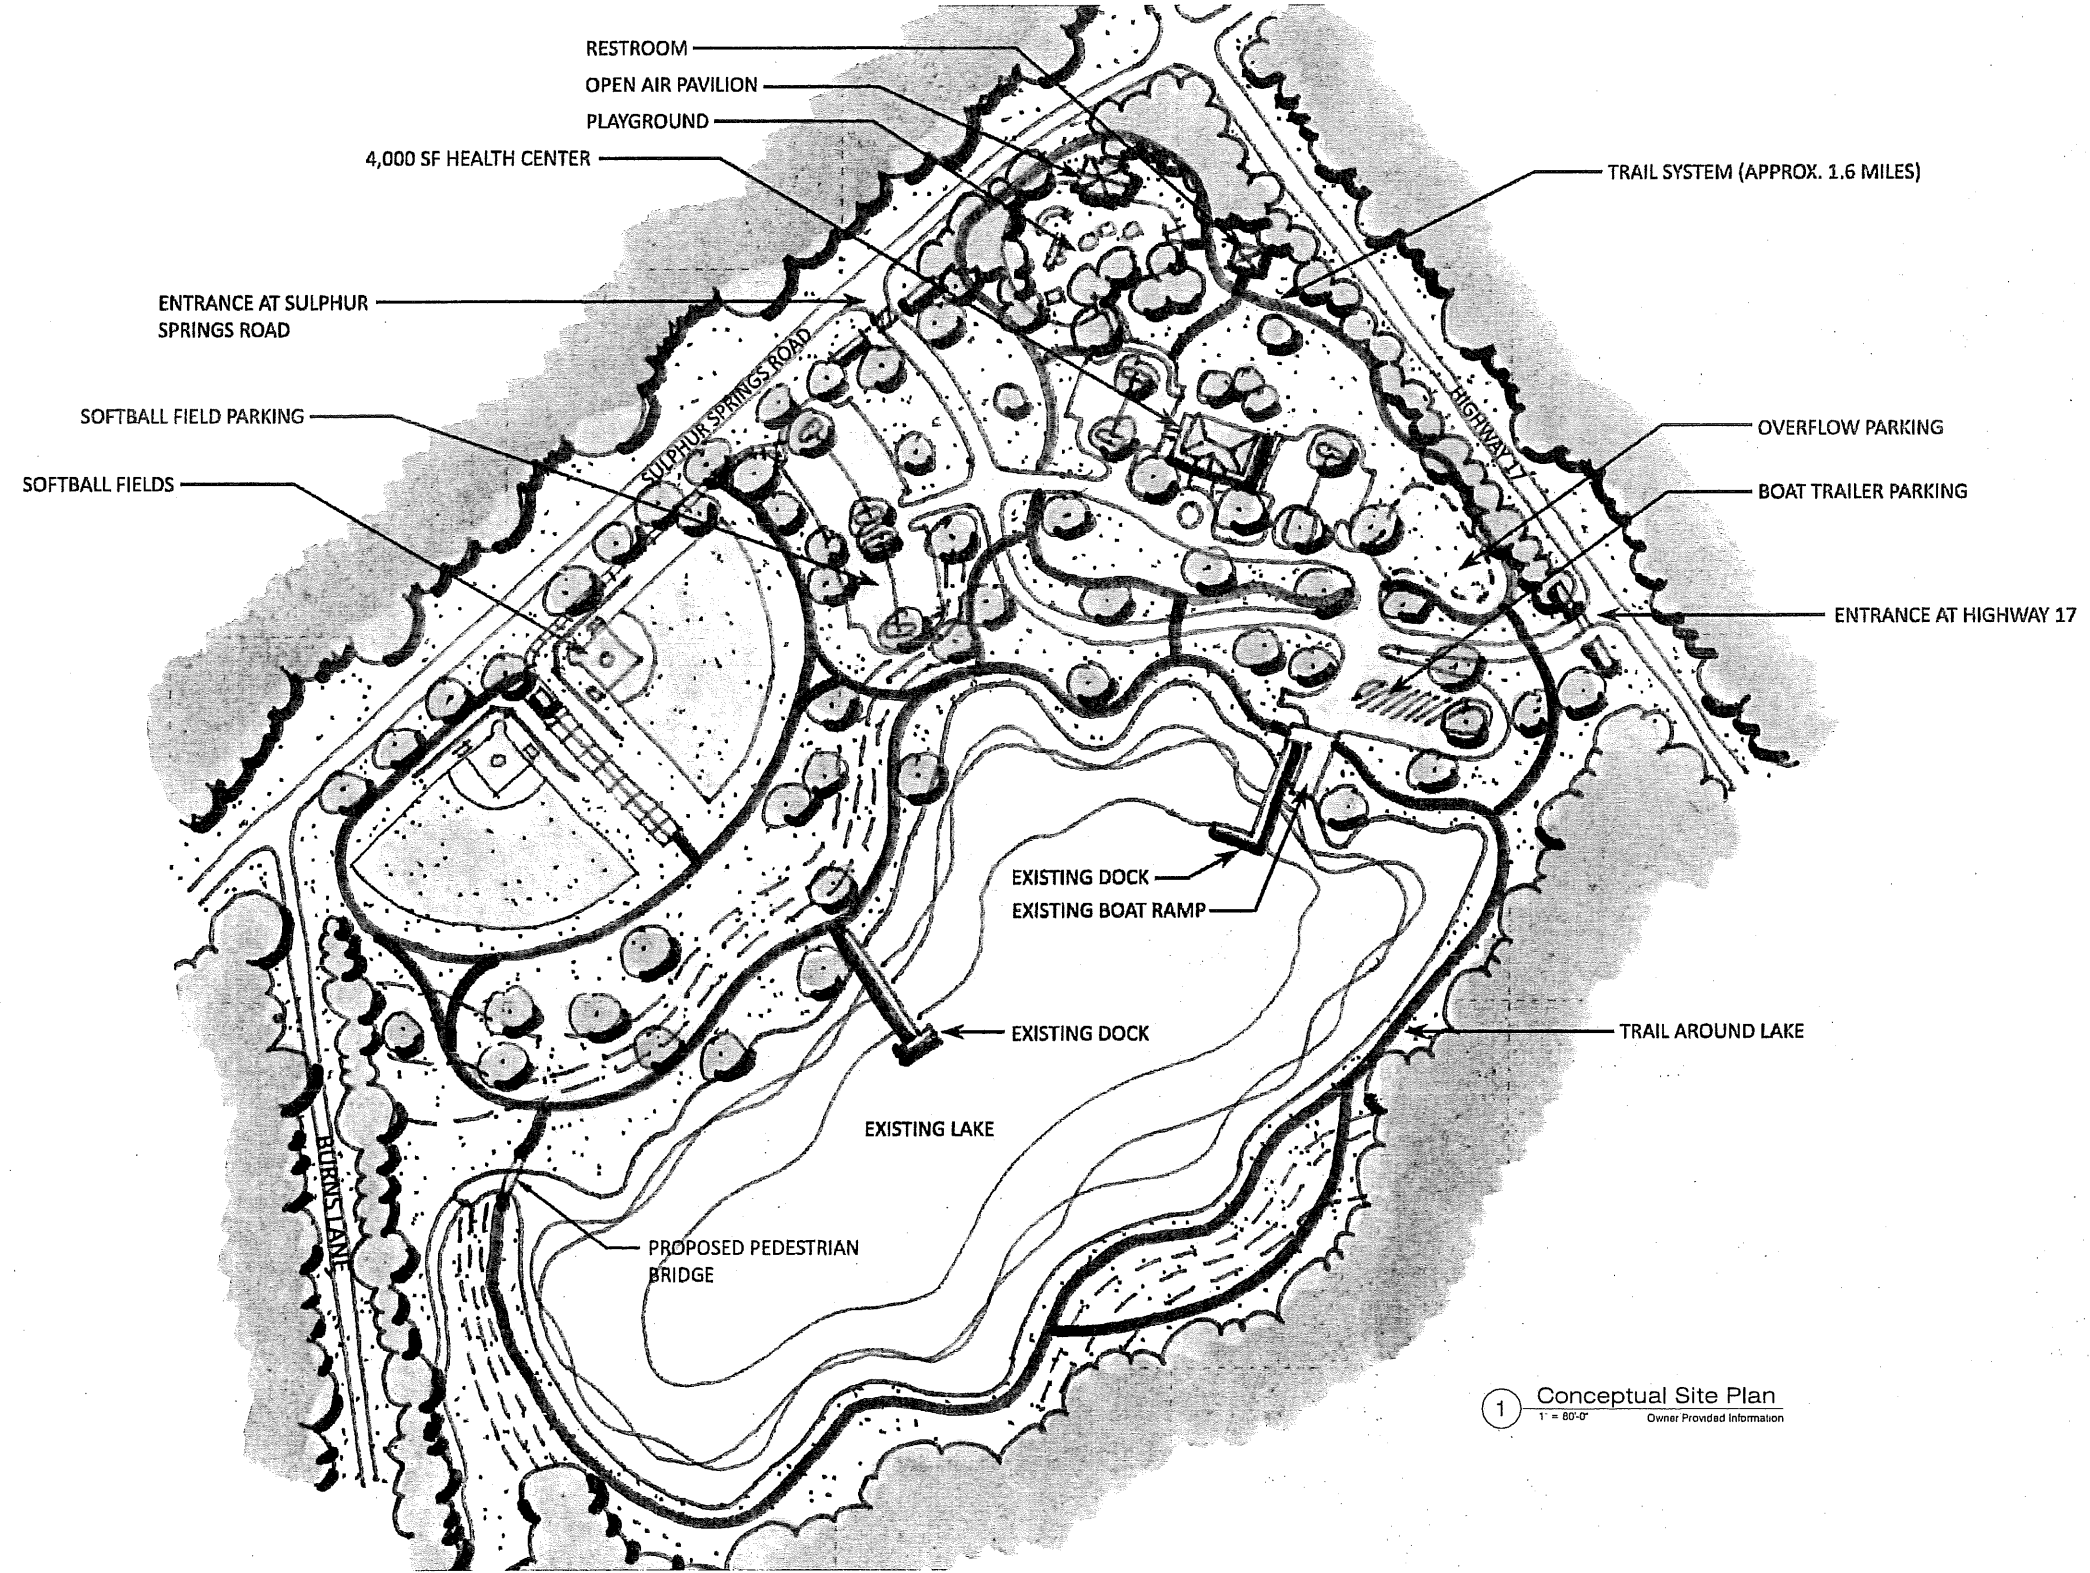 RESTROOM
OPEN AIR PAVILION
PLAYGROUND
4,000 SF HEALTH CENTER
TRAIL SYSTEM (APPROX. 1.6 MILES)
ENTRANCE AT SULPHUR
SPRINGS ROAD
SULPHUR SPRINGS ROAD
HIGHWAY 17
SOFTBALL FIELD PARKING
OVERFLOW PARKING
SOFTBALL FIELDS
BOAT TRAILER PARKING
ENTRANCE AT HIGHWAY 17
EXISTING DOCK
EXISTING BOAT RAMP
EXISTING DOCK
TRAIL AROUND LAKE
EXISTING LAKE
BURNS LANE
PROPOSED PEDESTRIAN
BRIDGE
1
Conceptual Site Plan
1" = 80'-0"
Owner Provided Information